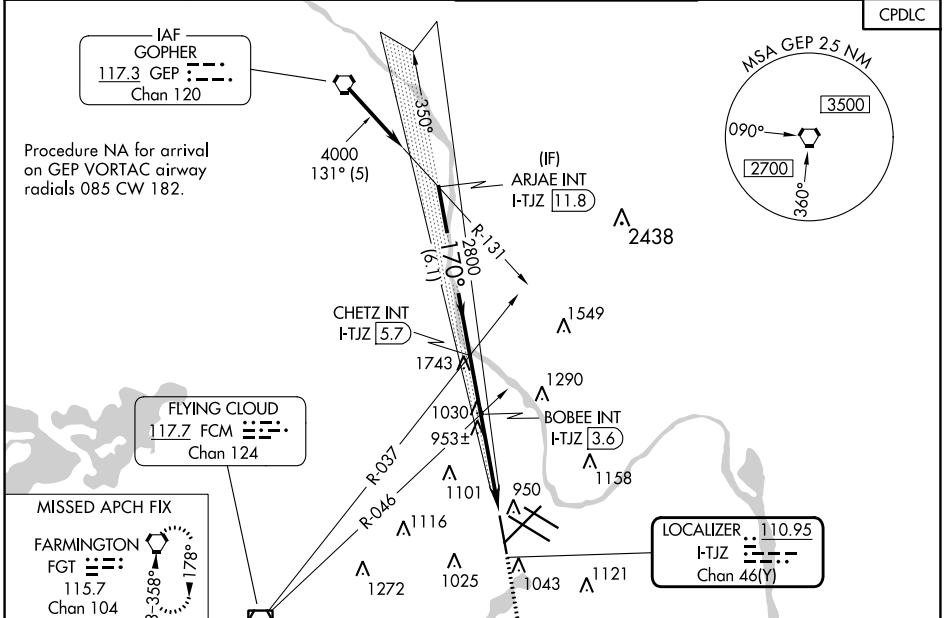 CPDLC
IAF
GOPHER
117.3 GEP
Chan 120
Procedure NA for arrival
on GEP VORTAC airway
radials 085 CW 182.
4000
131° (5)
350°
(IF)
ARJAE INT
I-TJZ 11.8
MSA GEP 25 NM
3500
090°
2700
360°
2438
R-131
2800
170°
(6.1)
CHETZ INT
I-TJZ 5.7
1549
1743
1290
1030
BOBEE INT
I-TJZ 3.6
953±
FLYING CLOUD
117.7 FCM
Chan 124
R-037
R-046
1101
1158
950
1116
1272
1025
1043
1121
LOCALIZER 110.95
I-TJZ
Chan 46(Y)
MISSED APCH FIX
FARMINGTON
FGT
115.7
Chan 104
358°
178°